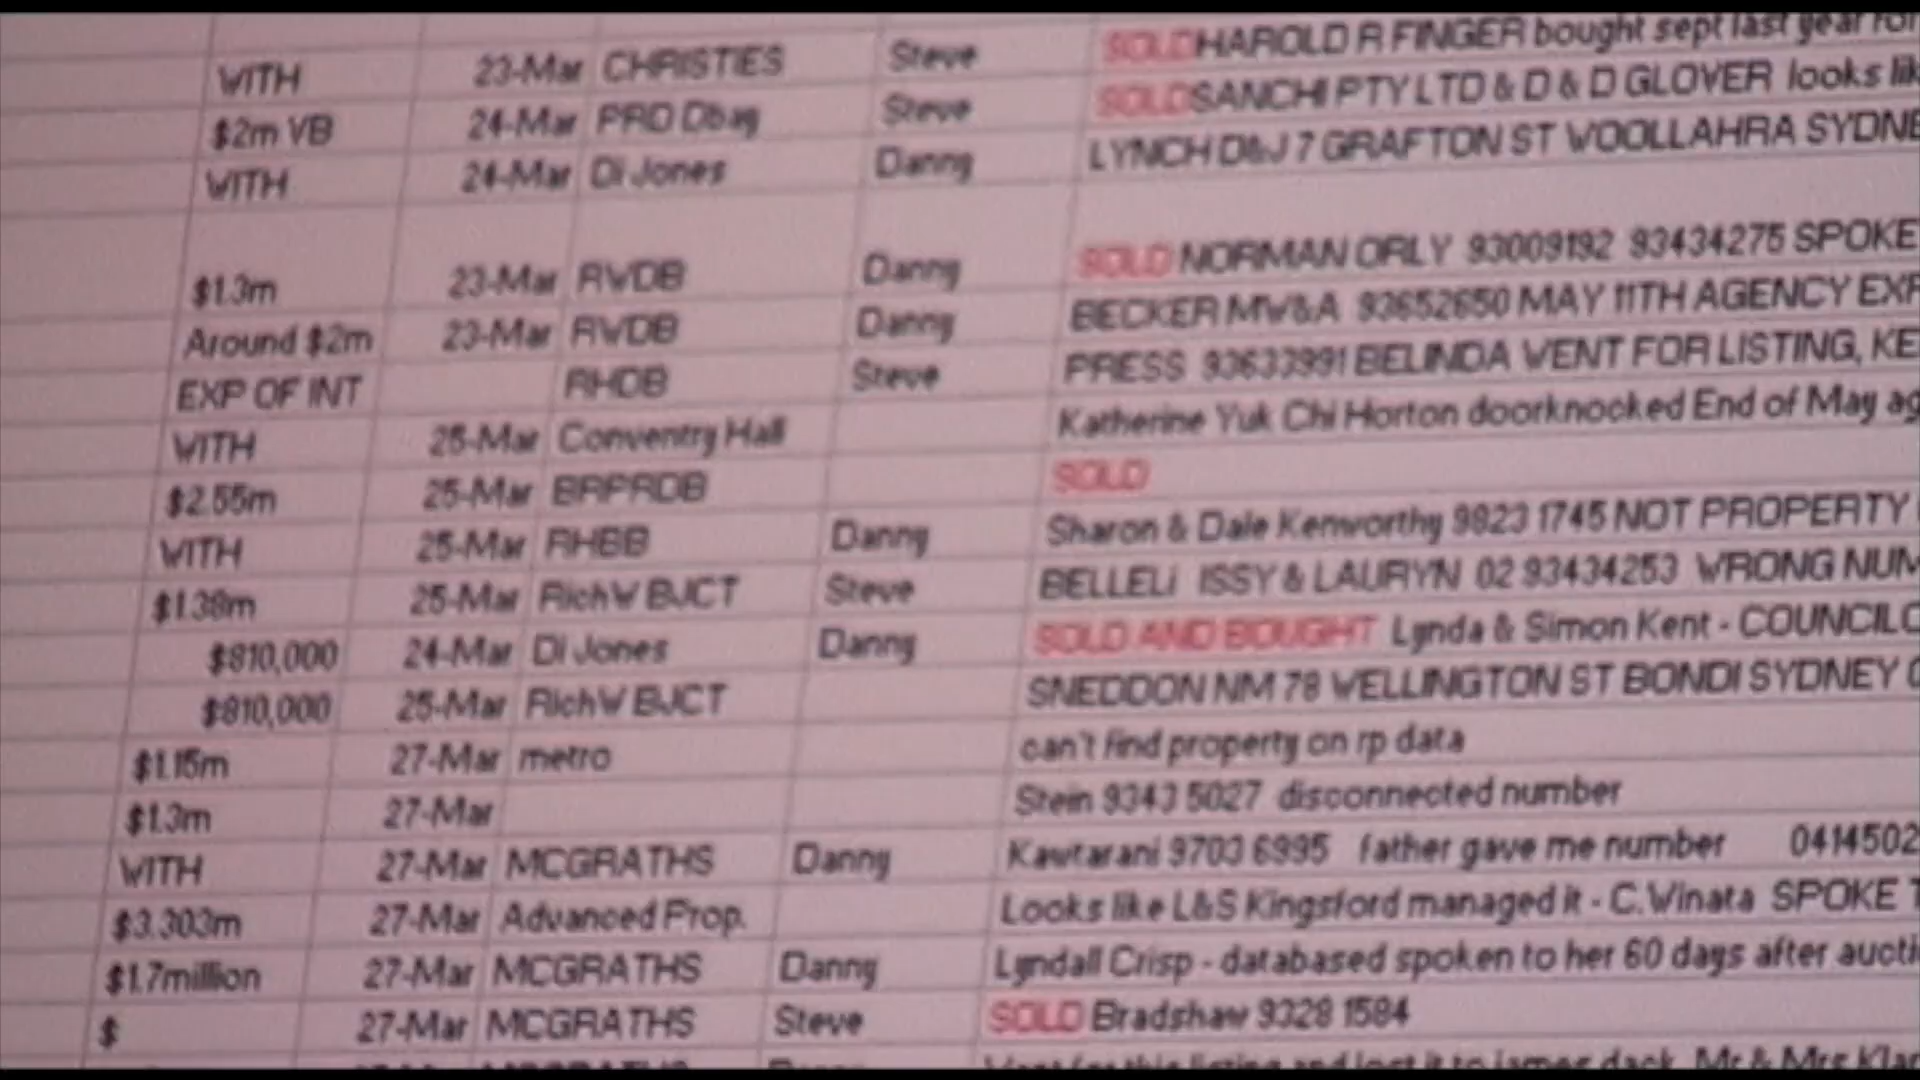 WITH 23-Mar CHRISTIES Steve SOLD HAROLD R FINGER bought sept last year for
$2m VB 24-Mar PRD Dbay Steve SOLD SANCHI PTY LTD & D & D GLOVER looks lik
WITH 24-Mar Di Jones Danny LYNCH D&J 7 GRAFTON ST WOOLLAHRA SYDNE
$1.3m 23-Mar RWDB Danny SOLD NORMAN ORLY 93009192 93434275 SPOKE
Around $2m 23-Mar RWDB Danny BECKER MW&A 93652650 MAY 11TH AGENCY EXP
EXP OF INT RHDB Steve PRESS 93633991 BELINDA WENT FOR LISTING, KE
WITH 25-Mar Conventry Hall Katherine Yuk Chi Horton doorknocked End of May ag
$2.55m 25-Mar BRPRDB SOLD
WITH 25-Mar RHBB Danny Sharon & Dale Kenworthy 9823 1745 NOT PROPERTY
$1.38m 25-Mar RichW BJCT Steve BELLELi ISSY & LAURYN 02 93434253 WRONG NUM
$810,000 24-Mar Di Jones Danny SOLD AND BOUGHT Lynda & Simon Kent - COUNCILO
$810,000 25-Mar RichW BJCT SNEDDON NM 78 WELLINGTON ST BONDI SYDNEY
$1.15m 27-Mar metro can't find property on rp data
$1.3m 27-Mar Stein 9343 5027 disconnected number
WITH 27-Mar MCGRATHS Danny Kawtarani 9703 6995 father gave me number 0414502
$3.303m 27-Mar Advanced Prop. Looks like L&S Kingsford managed it - C.Winata SPOKE T
$1.7million 27-Mar MCGRATHS Danny Lyndall Crisp - databased spoken to her 60 days after aucti
$ 27-Mar MCGRATHS Steve SOLD Bradshaw 9328 1584